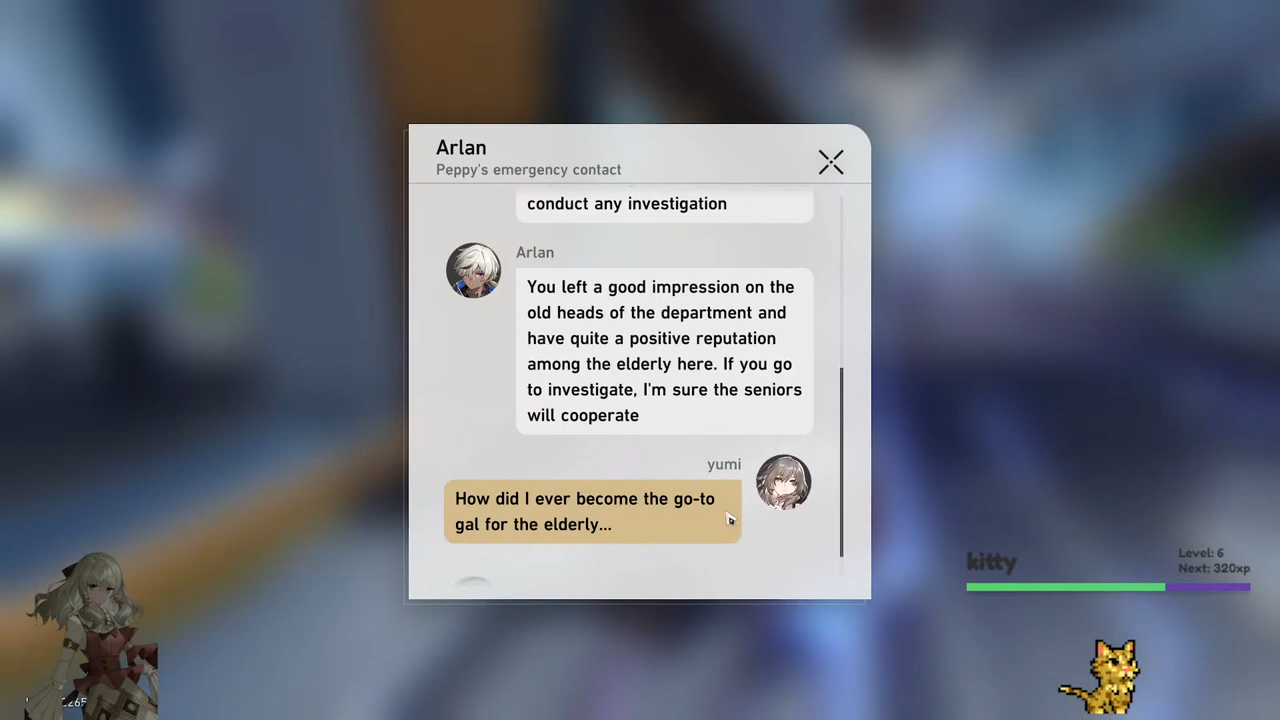 Arlan
Peppy's emergency contact
conduct any investigation
Arlan
You left a good impression on the
old heads of the department and
have quite a positive reputation
among the elderly here. If you go
to investigate, I'm sure the seniors
will cooperate
yumi
How did I ever become the go-to
gal for the elderly...
kitty
Level: 6
Next: 320xp